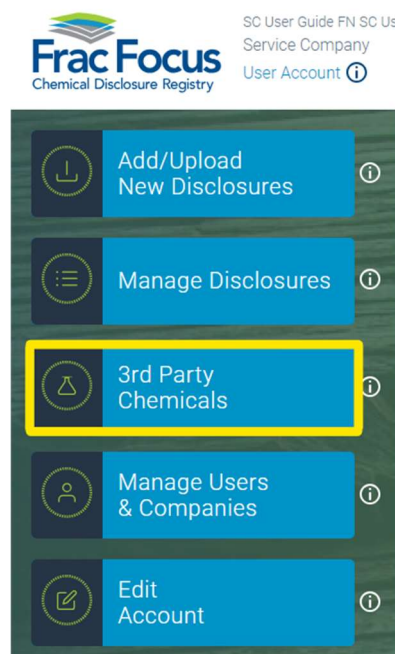 SC User Guide FN SC Us
Frac Focus
Chemical Disclosure Registry
Service Company
User Account
Add/Upload
New Disclosures
Manage Disclosures
3rd Party
Chemicals
Manage Users
& Companies
Edit
Account